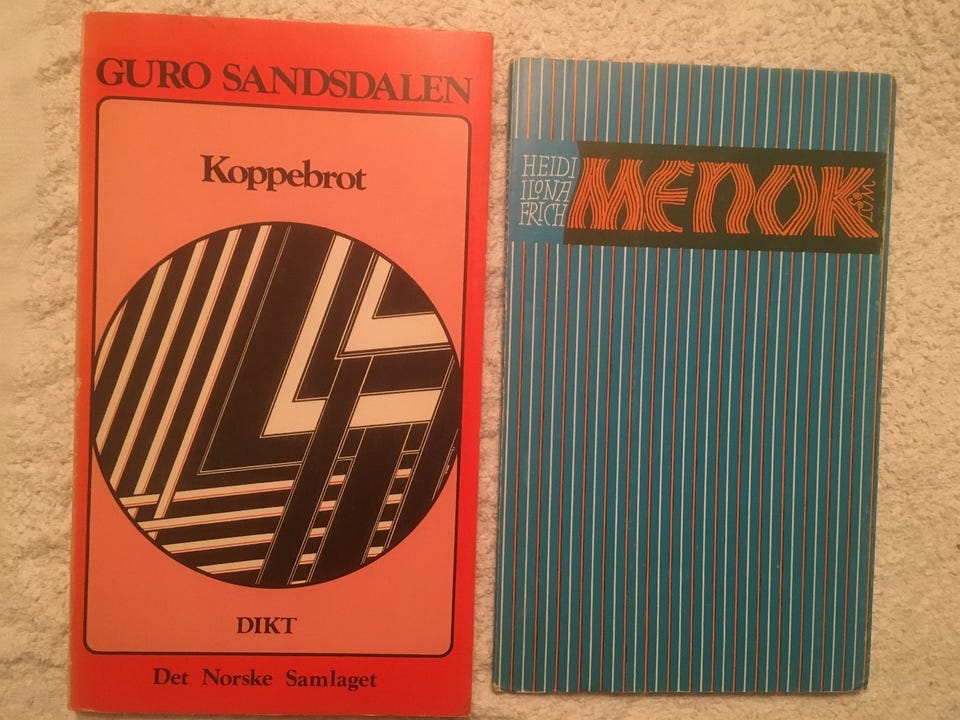 GURO SANDSDALEN
Koppebrot
DIKT
Det Norske Samlaget
HEIDI
ILONA
FRICH
MENOK